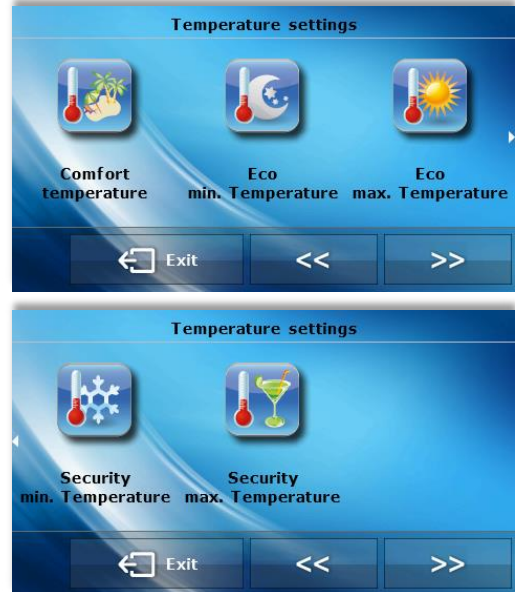 Temperature settings
Comfort
temperature
Eco
min. Temperature
Eco
max. Temperature
Exit
<<
>>
Temperature settings
Security
min. Temperature
Security
max. Temperature
Exit
<<
>>